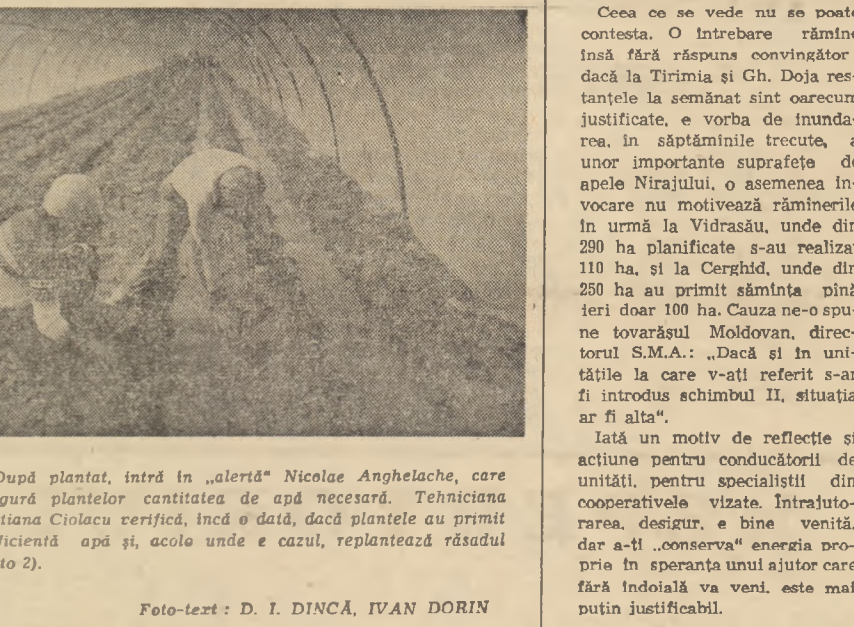 După plantat, intră în „alertă“ Nicolae Anghelache, care
gură plantelor cantitatea de apă necesară. Tehniciana
tiana Ciolacu verifică, încă o dată, dacă plantele au primit
ficientă apă și, acolo unde e cazul, replantează răsadul
to 2).
Foto-text : D. I. DINCĂ, IVAN DORIN
Ceea ce se vede nu se poate
contesta. O întrebare rămîne
însă fără răspuns convingător
dacă la Tirimia și Gh. Doja res-
tanțele la semănat sînt oarecum
justificate, e vorba de inunda-
rea, în săptămînile trecute, a
unor importante suprafețe de
apele Nirajului, o asemenea in-
vocare nu motivează rămînerile
în urmă la Vidrasău, unde din
290 ha planificate s-au realizat
110 ha, și la Cerghid, unde din
250 ha au primit sămînța pînă
ieri doar 100 ha. Cauza ne-o spu-
ne tovarășul Moldovan, direc-
torul S.M.A.: „Dacă și în uni-
tățile la care v-ați referit s-ar
fi introdus schimbul II, situația
ar fi alta“.
Iată un motiv de reflecție și
acțiune pentru conducătorii de
unități, pentru specialiștii din
cooperativele vizate. Întrajuto-
rarea, desigur, e bine venită,
dar a-ți „conserva“ energia pro-
prie în speranța unui ajutor care
fără îndoială va veni, este mai
puțin justificabil.